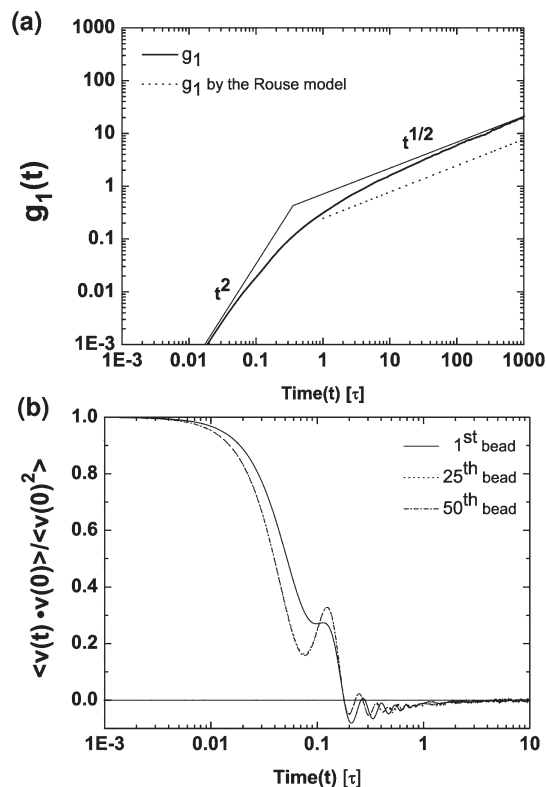 (a)
1000
100
10
1
0.1
0.01
1E-3
g1(t)
g1
g1 by the Rouse model
t1/2
t2
1E-3 0.01 0.1 1 10 100 1000
Time(t) [τ]
(b)
1.0
0.8
0.6
0.4
0.2
0.0
<v(t)•v(0)>/<v(0)2>
1st bead
25th bead
50th bead
1E-3 0.01 0.1 1 10
Time(t) [τ]